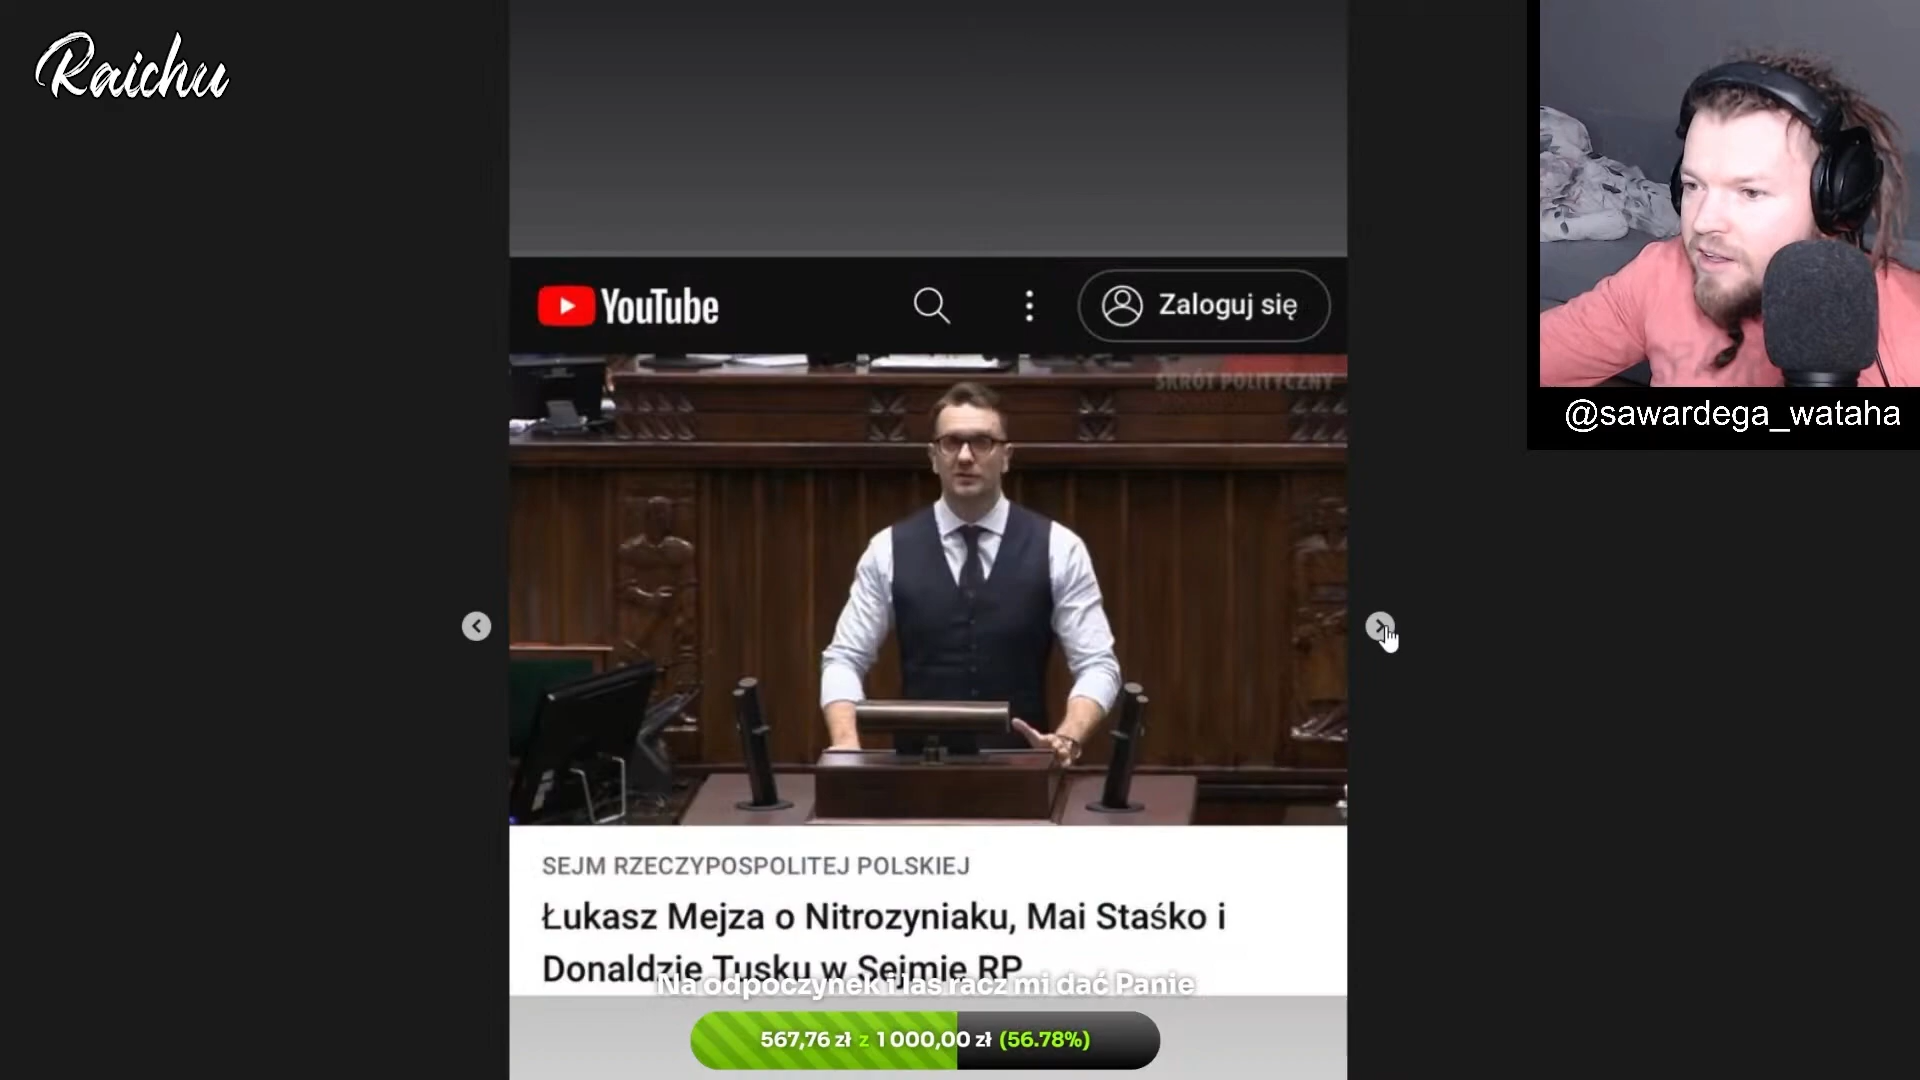 Raichu
YouTube
Zaloguj się
SKRÓT POLITYCZNY
@sawardega_wataha
SEJM RZECZYPOSPOLITEJ POLSKIEJ
Łukasz Mejza o Nitrozyniaku, Mai Staśko i
Donaldzie Tusku w Sejmie RP
Na odpoczynek i las racz mi dać Panie
567,76 zł z 1 000,00 zł (56.78%)